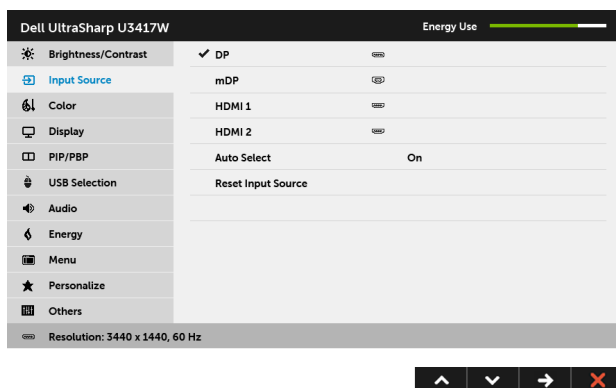 Dell UltraSharp U3417W Energy Use
Brightness/Contrast
Input Source
Color
Display
PIP/PBP
USB Selection
Audio
Energy
Menu
Personalize
Others
DP
mDP
HDMI 1
HDMI 2
Auto Select On
Reset Input Source
Resolution: 3440 x 1440, 60 Hz